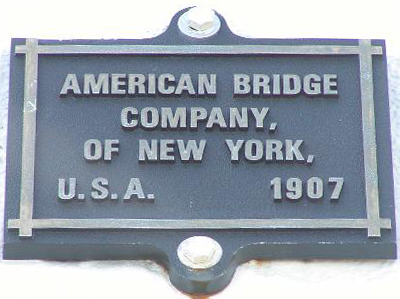 AMERICAN BRIDGE
COMPANY,
OF NEW YORK,
U.S.A. 1907